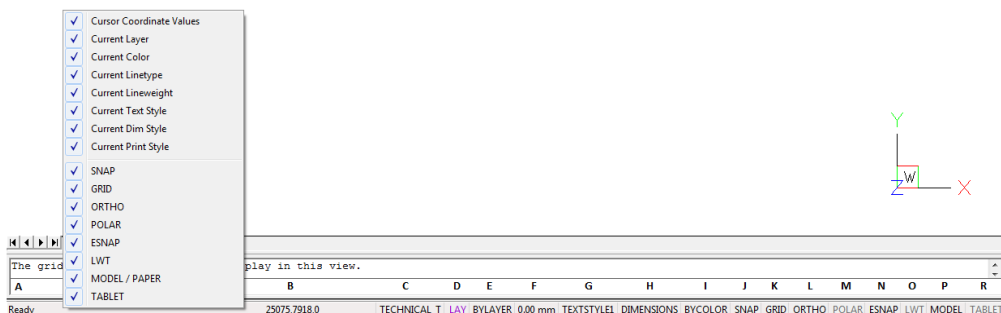 Cursor Coordinate Values
Current Layer
Current Color
Current Linetype
Current Lineweight
Current Text Style
Current Dim Style
Current Print Style
SNAP
GRID
ORTHO
POLAR
ESNAP
LWT
MODEL / PAPER
TABLET
Y
W
Z X
The grid play in this view.
A B C D E F G H I J K L M N O P R
Ready 25075.7918.0 TECHNICAL T LAY BYLAYER 0.00 mm TEXTSTYLE1 DIMENSIONS BYCOLOR SNAP GRID ORTHO POLAR ESNAP LWT MODEL TABLET